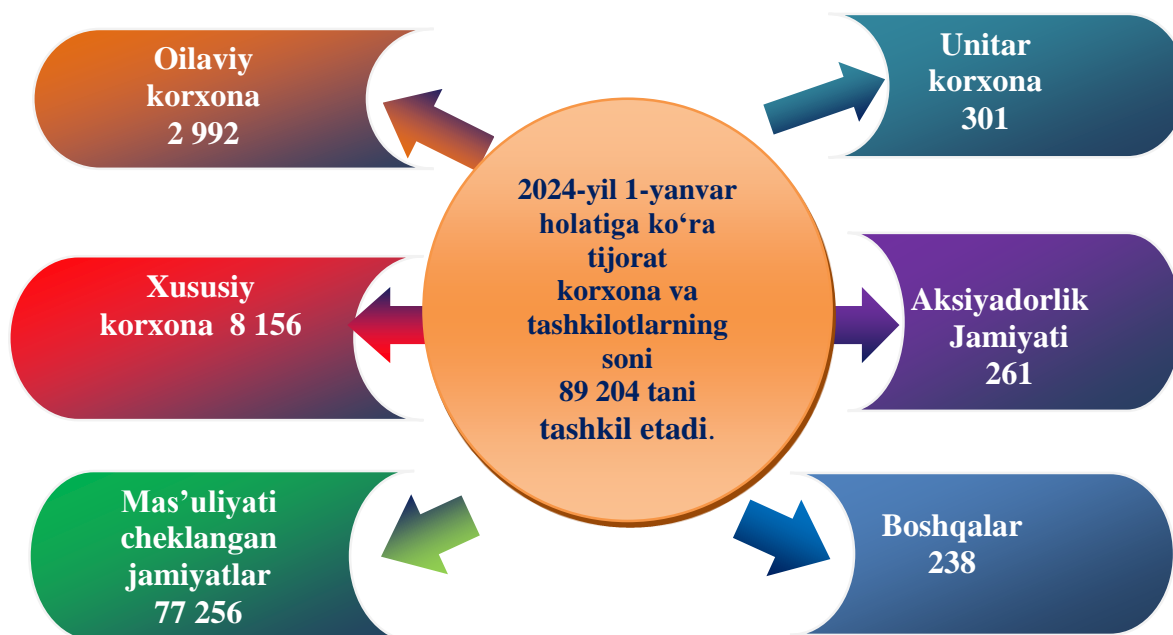 Oilaviy
korxona
2 992
Unitar
korxona
301
2024-yil 1-yanvar
holatiga ko‘ra
tijorat
korxona va
tashkilotlarning
soni
89 204 tani
tashkil etadi.
Xususiy
korxona 8 156
Aksiyadorlik
Jamiyati
261
Mas’uliyati
cheklangan
jamiyatlar
77 256
Boshqalar
238